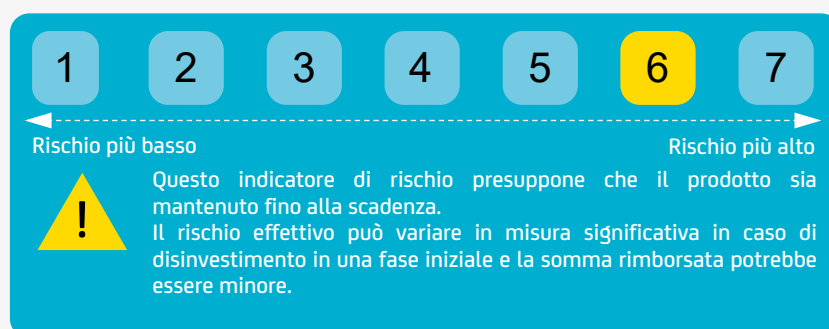 1 2 3 4 5 6 7
Rischio più basso Rischio più alto
!
Questo indicatore di rischio presuppone che il prodotto sia
mantenuto fino alla scadenza.
Il rischio effettivo può variare in misura significativa in caso di
disinvestimento in una fase iniziale e la somma rimborsata potrebbe
essere minore.